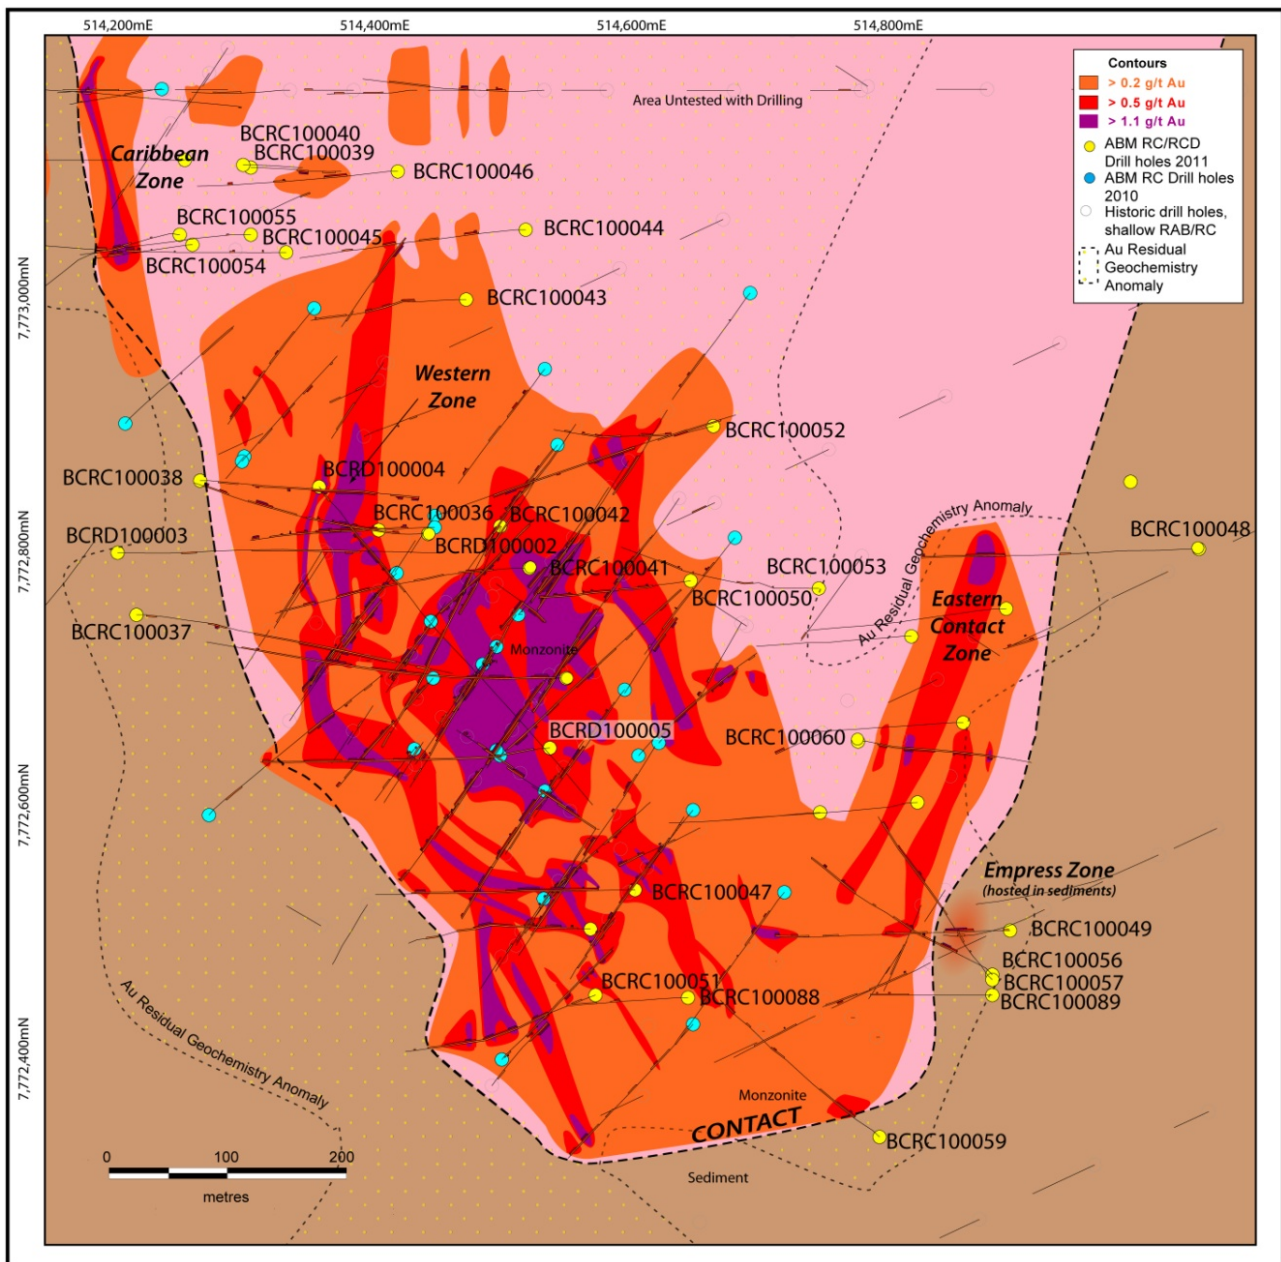 514,200mE
514,400mE
514,600mE
514,800mE
Contours
> 0.2 g/t Au
> 0.5 g/t Au
> 1.1 g/t Au
ABM RC/RCD
Drill holes 2011
ABM RC Drill holes
2010
Historic drill holes,
shallow RAB/RC
Au Residual
Geochemistry
Anomaly
Area Untested with Drilling
BCRC100040
BCRC100039
Caribbean
Zone
BCRC100046
BCRC100055
BCRC100045
BCRC100044
BCRC100054
7,773,000mN
BCRC100043
Western
Zone
BCRC100052
BCRC100038
BCRD100004
BCRC100036
BCRC100042
BCRD100003
BCRD100002
7,772,800mN
Au Residual Geochemistry Anomaly
BCRC100048
BCRC100041
BCRC100053
BCRC100050
Eastern
Contact
Zone
BCRC100037
Monzonite
BCRD100005
BCRC100060
7,772,600mN
Empress Zone
(hosted in sediments)
BCRC100047
BCRC100049
BCRC100056
BCRC100057
BCRC100089
BCRC100051
BCRC100088
7,772,400mN
Au Residual Geochemistry Anomaly
Monzonite
CONTACT
BCRC100059
Sediment
0
100
200
metres